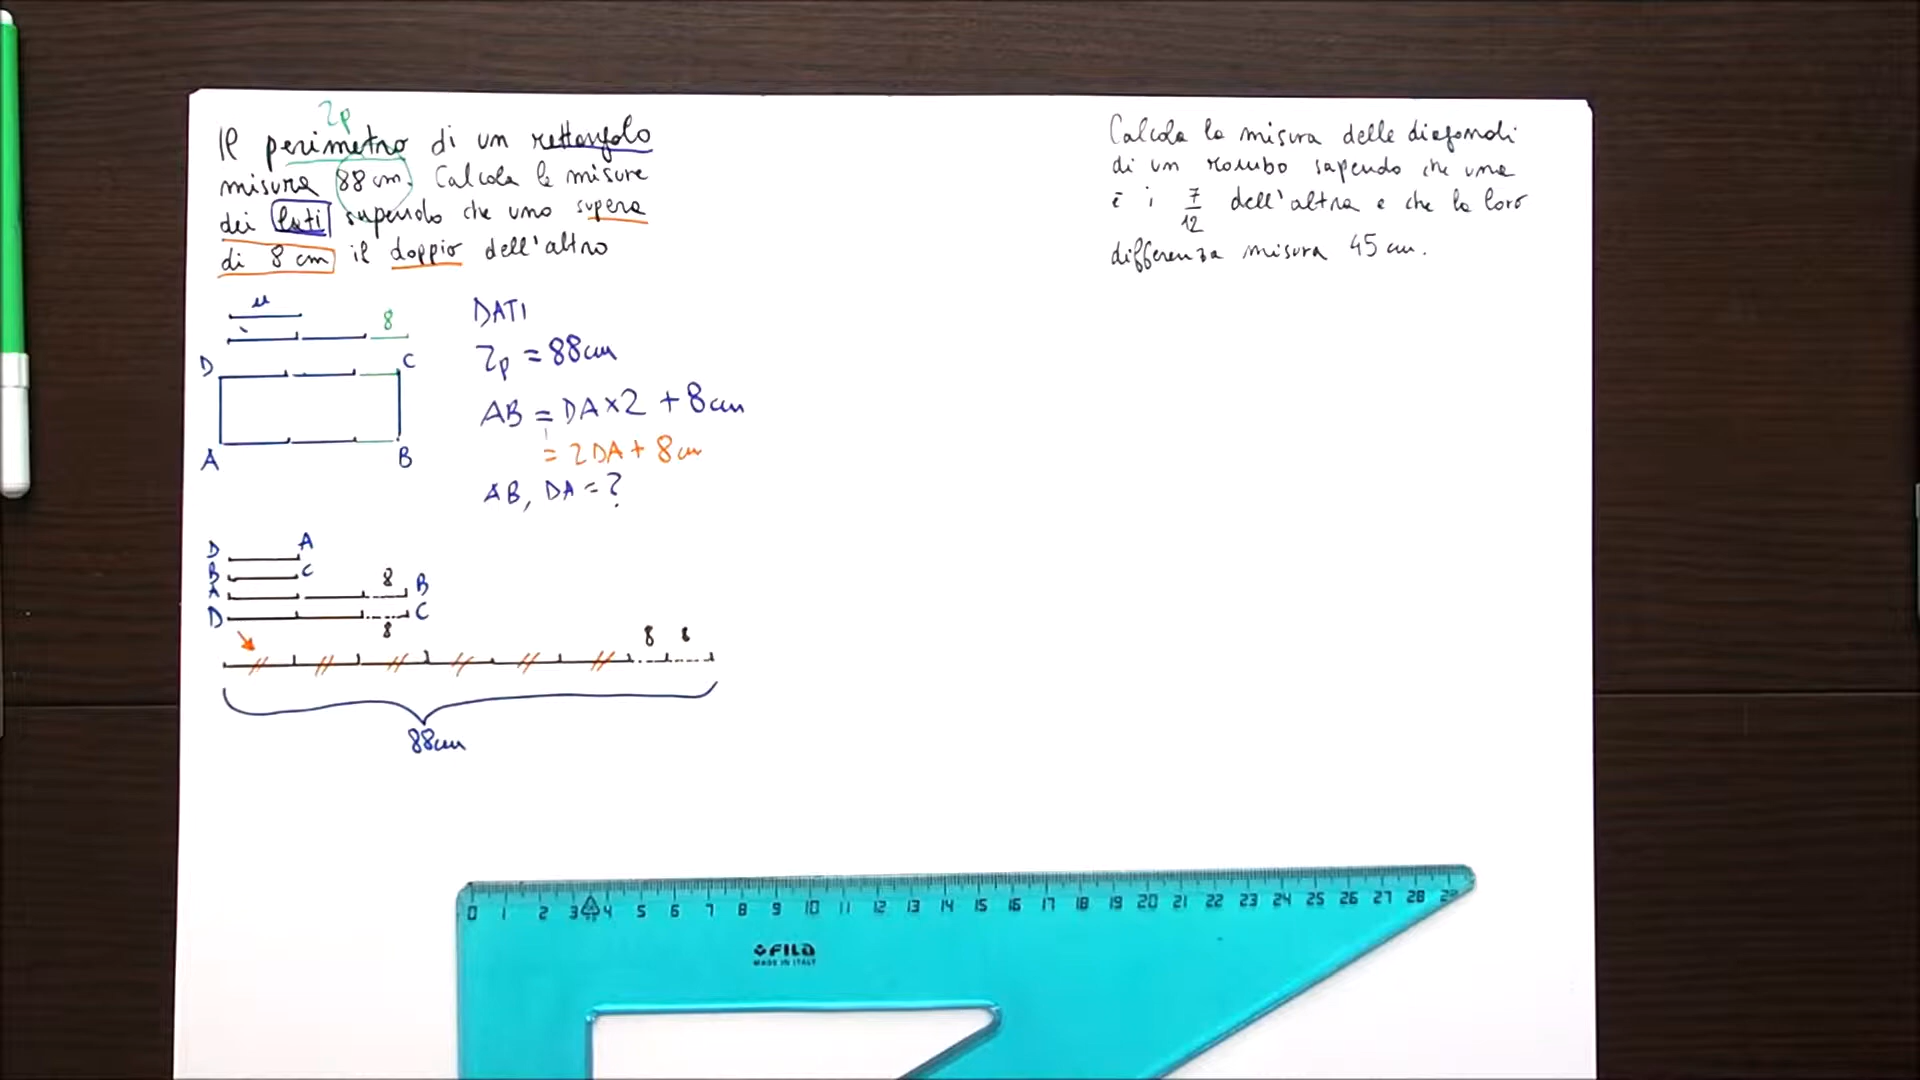 2p
Il perimetro di un rettangolo
misura 88 cm. Calcola le misure
dei lati sapendo che uno supera
di 8 cm il doppio dell'altro
u
8
D C
A B
DATI
2p = 88 cm
AB = DA × 2 + 8 cm
= 2DA + 8 cm
AB, DA = ?
D A
B C
A 8 B
D C
8
8 8
88 cm
Calcola la misura delle diagonali
di un rombo sapendo che una
è i 7/12 dell'altra e che la loro
differenza misura 45 cm.
0 1 2 3 4 5 6 7 8 9 10 11 12 13 14 15 16 17 18 19 20 21 22 23 24 25 26 27 28 29
FILA
MADE IN ITALY